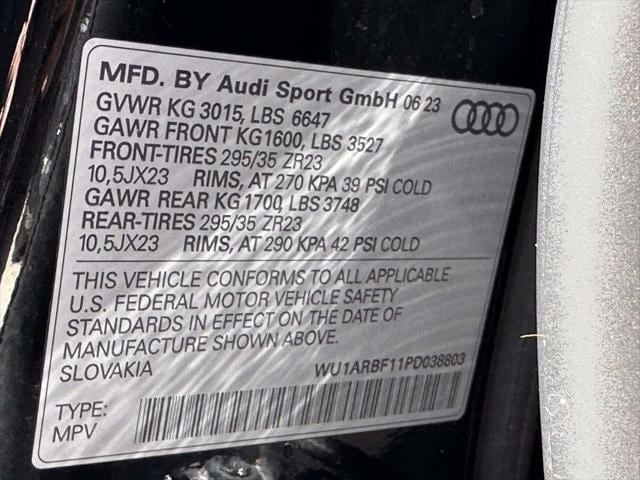 MFD. BY Audi Sport GmbH 06 23
GVWR KG 3015, LBS 6647
GAWR FRONT KG1600, LBS 3527
FRONT-TIRES 295/35 ZR23
10,5JX23 RIMS, AT 270 KPA 39 PSI COLD
GAWR REAR KG 1700, LBS 3748
REAR-TIRES 295/35 ZR23
10,5JX23 RIMS, AT 290 KPA 42 PSI COLD
THIS VEHICLE CONFORMS TO ALL APPLICABLE
U.S. FEDERAL MOTOR VEHICLE SAFETY
STANDARDS IN EFFECT ON THE DATE OF
MANUFACTURE SHOWN ABOVE.
SLOVAKIA WU1ARBF11PD038803
TYPE:
MPV